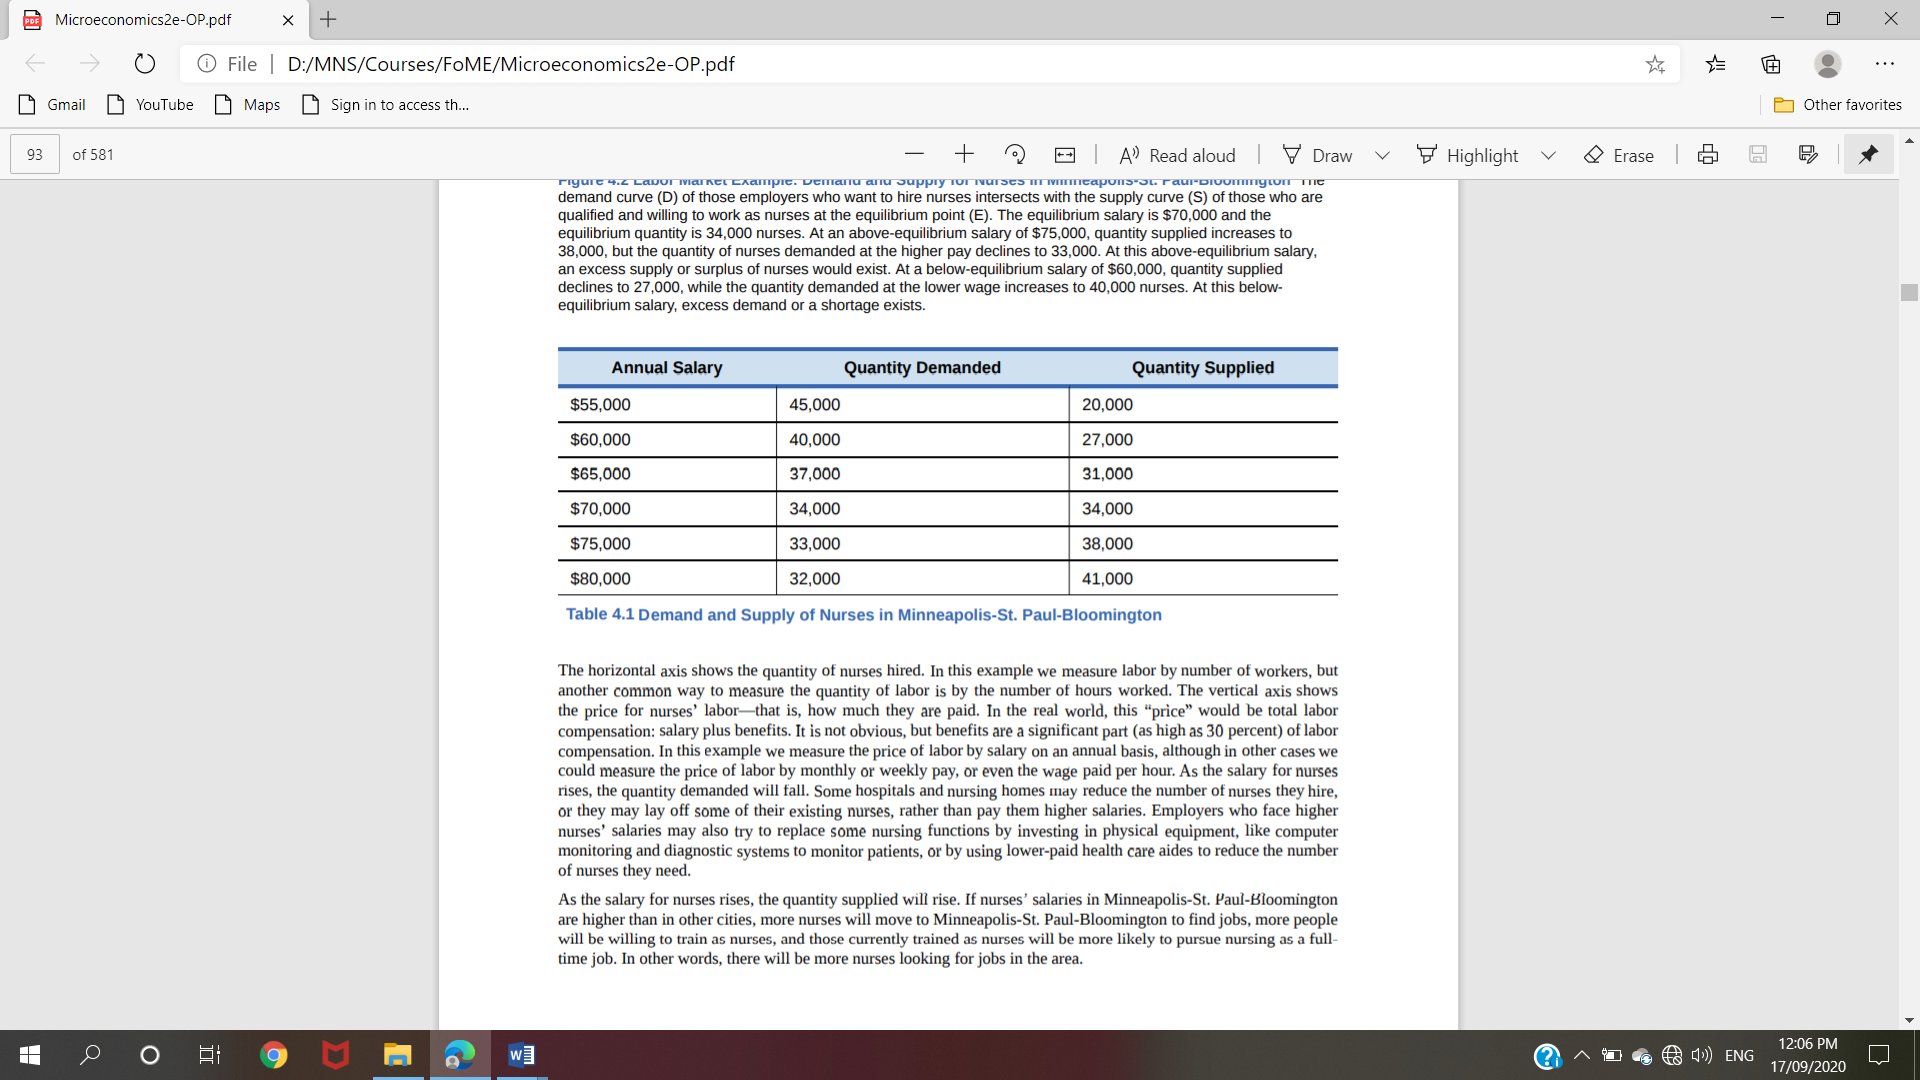 Microeconomics2e-OP.pdf
File D:/MNS/Courses/FoME/Microeconomics2e-OP.pdf
Gmail YouTube Maps Sign in to access th... Other favorites
93 of 581 Read aloud Draw Highlight Erase
Figure 4.2 Labor Market Example: Demand and Supply for Nurses in Minneapolis-St. Paul-Bloomington The
demand curve (D) of those employers who want to hire nurses intersects with the supply curve (S) of those who are
qualified and willing to work as nurses at the equilibrium point (E). The equilibrium salary is $70,000 and the
equilibrium quantity is 34,000 nurses. At an above-equilibrium salary of $75,000, quantity supplied increases to
38,000, but the quantity of nurses demanded at the higher pay declines to 33,000. At this above-equilibrium salary,
an excess supply or surplus of nurses would exist. At a below-equilibrium salary of $60,000, quantity supplied
declines to 27,000, while the quantity demanded at the lower wage increases to 40,000 nurses. At this below-
equilibrium salary, excess demand or a shortage exists.
Annual Salary Quantity Demanded Quantity Supplied
$55,000 45,000 20,000
$60,000 40,000 27,000
$65,000 37,000 31,000
$70,000 34,000 34,000
$75,000 33,000 38,000
$80,000 32,000 41,000
Table 4.1 Demand and Supply of Nurses in Minneapolis-St. Paul-Bloomington
The horizontal axis shows the quantity of nurses hired. In this example we measure labor by number of workers, but
another common way to measure the quantity of labor is by the number of hours worked. The vertical axis shows
the price for nurses’ labor—that is, how much they are paid. In the real world, this “price” would be total labor
compensation: salary plus benefits. It is not obvious, but benefits are a significant part (as high as 30 percent) of labor
compensation. In this example we measure the price of labor by salary on an annual basis, although in other cases we
could measure the price of labor by monthly or weekly pay, or even the wage paid per hour. As the salary for nurses
rises, the quantity demanded will fall. Some hospitals and nursing homes may reduce the number of nurses they hire,
or they may lay off some of their existing nurses, rather than pay them higher salaries. Employers who face higher
nurses’ salaries may also try to replace some nursing functions by investing in physical equipment, like computer
monitoring and diagnostic systems to monitor patients, or by using lower-paid health care aides to reduce the number
of nurses they need.
As the salary for nurses rises, the quantity supplied will rise. If nurses’ salaries in Minneapolis-St. Paul-Bloomington
are higher than in other cities, more nurses will move to Minneapolis-St. Paul-Bloomington to find jobs, more people
will be willing to train as nurses, and those currently trained as nurses will be more likely to pursue nursing as a full-
time job. In other words, there will be more nurses looking for jobs in the area.
ENG 12:06 PM
17/09/2020